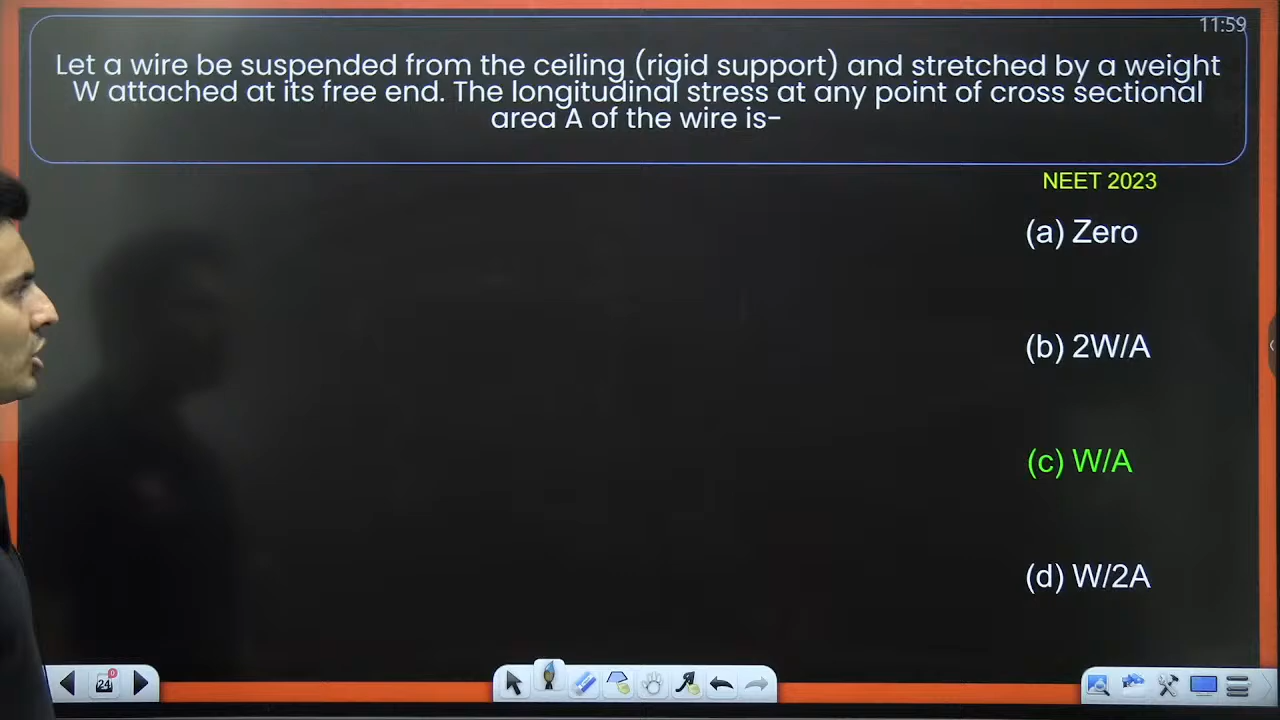 11:59
Let a wire be suspended from the ceiling (rigid support) and stretched by a weight
W attached at its free end. The longitudinal stress at any point of cross sectional
area A of the wire is-
NEET 2023
(a) Zero
(b) 2W/A
(c) W/A
(d) W/2A
24
0